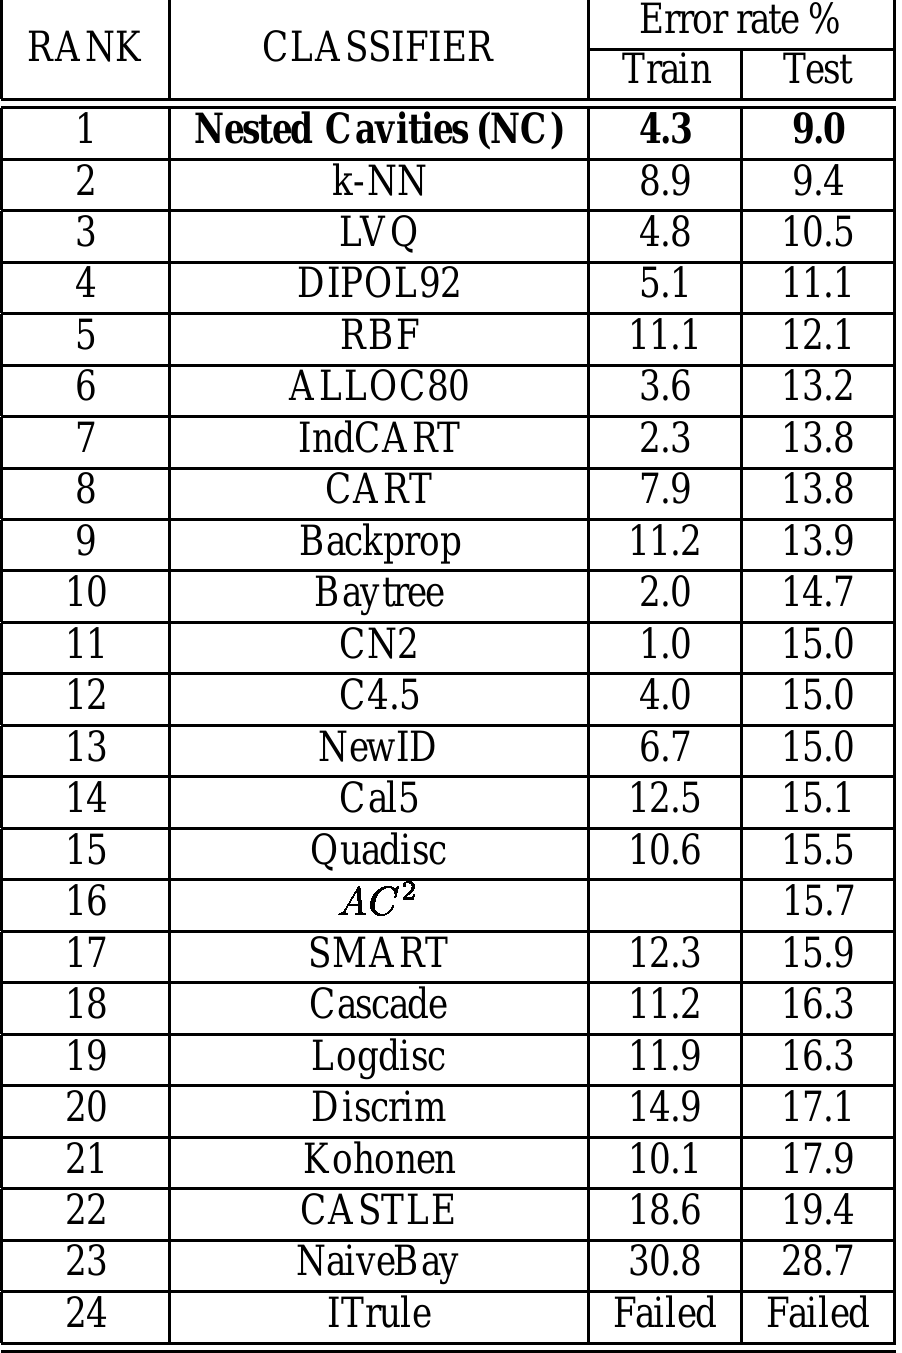 RANK CLASSIFIER Error rate %
Train Test
1 Nested Cavities (NC) 4.3 9.0
2 k-NN 8.9 9.4
3 LVQ 4.8 10.5
4 DIPOL92 5.1 11.1
5 RBF 11.1 12.1
6 ALLOC80 3.6 13.2
7 IndCART 2.3 13.8
8 CART 7.9 13.8
9 Backprop 11.2 13.9
10 Baytree 2.0 14.7
11 CN2 1.0 15.0
12 C4.5 4.0 15.0
13 NewID 6.7 15.0
14 Cal5 12.5 15.1
15 Quadisc 10.6 15.5
16 AC² 15.7
17 SMART 12.3 15.9
18 Cascade 11.2 16.3
19 Logdisc 11.9 16.3
20 Discrim 14.9 17.1
21 Kohonen 10.1 17.9
22 CASTLE 18.6 19.4
23 NaiveBay 30.8 28.7
24 ITrule Failed Failed